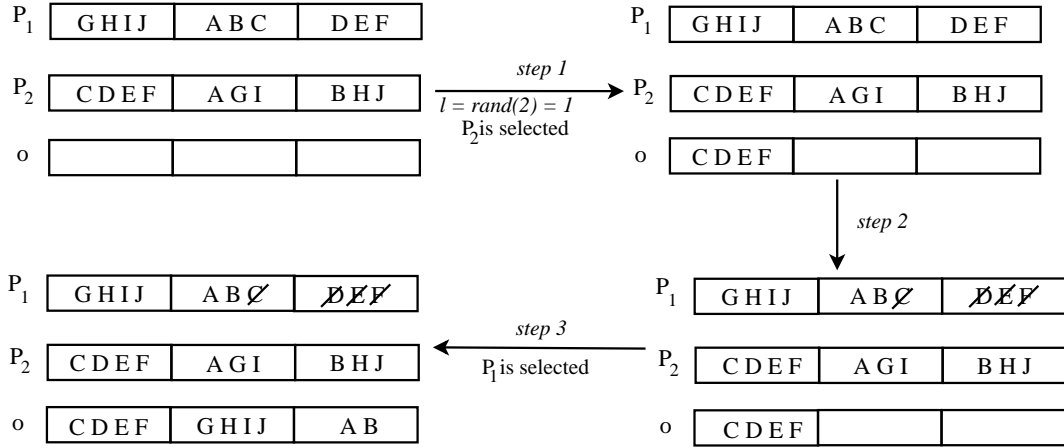 P1 GHIJ ABC DEF
P2 CDEF AGI BHJ
o
step 1
l = rand(2) = 1
P2 is selected
P1 GHIJ ABC DEF
P2 CDEF AGI BHJ
o CDEF
step 2
P1 GHIJ ABC DEF
P2 CDEF AGI BHJ
o CDEF
step 3
P1 is selected
P1 GHIJ ABC DEF
P2 CDEF AGI BHJ
o CDEF GHIJ AB